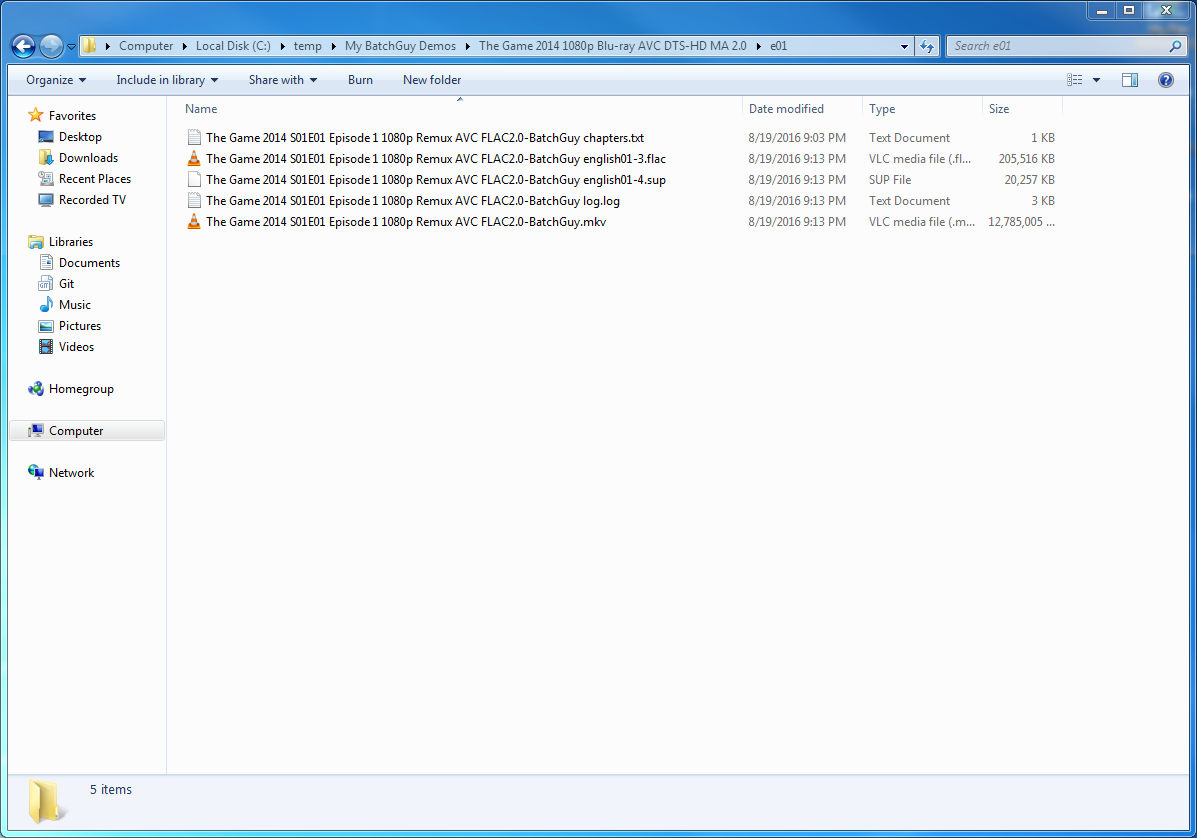 Computer Local Disk (C:) temp My BatchGuy Demos The Game 2014 1080p Blu-ray AVC DTS-HD MA 2.0 e01 Search e01
Organize Include in library Share with Burn New folder
Name Date modified Type Size
Favorites
Desktop
Downloads
Recent Places
Recorded TV
Libraries
Documents
Git
Music
Pictures
Videos
Homegroup
Computer
Network
The Game 2014 S01E01 Episode 1 1080p Remux AVC FLAC2.0-BatchGuy chapters.txt 8/19/2016 9:03 PM Text Document 1 KB
The Game 2014 S01E01 Episode 1 1080p Remux AVC FLAC2.0-BatchGuy english01-3.flac 8/19/2016 9:13 PM VLC media file (.fl... 205,516 KB
The Game 2014 S01E01 Episode 1 1080p Remux AVC FLAC2.0-BatchGuy english01-4.sup 8/19/2016 9:13 PM SUP File 20,257 KB
The Game 2014 S01E01 Episode 1 1080p Remux AVC FLAC2.0-BatchGuy log.log 8/19/2016 9:13 PM Text Document 3 KB
The Game 2014 S01E01 Episode 1 1080p Remux AVC FLAC2.0-BatchGuy.mkv 8/19/2016 9:13 PM VLC media file (.m... 12,785,005 ...
5 items